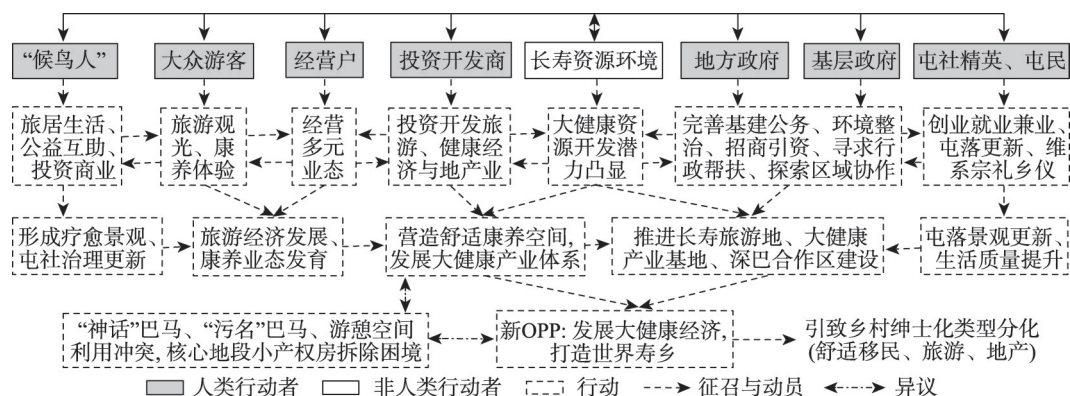 “候鸟人”
大众游客
经营户
投资开发商
长寿资源环境
地方政府
基层政府
屯社精英、屯民
旅居生活、
公益互助、
投资商业
旅游观
光、康
养体验
经营
多元
业态
投资开发旅
游、健康经
济与地产业
大健康资
源开发潜
力凸显
完善基建公务、环境整
治、招商引资、寻求行
政帮扶、探索区域协作
创业就业兼业、
屯落更新、维
系宗礼乡仪
形成疗愈景观、
屯社治理更新
旅游经济发展、
康养业态发育
营造舒适康养空间,
发展大健康产业体系
推进长寿旅游地、大健康
产业基地、深巴合作区建设
屯落景观更新、
生活质量提升
“神话”巴马、“污名”巴马、游憩空间
利用冲突, 核心地段小产权房拆除困境
新OPP: 发展大健康经济,
打造世界寿乡
引致乡村绅士化类型分化
(舒适移民、旅游、地产)
人类行动者
非人类行动者
行动
征召与动员
异议